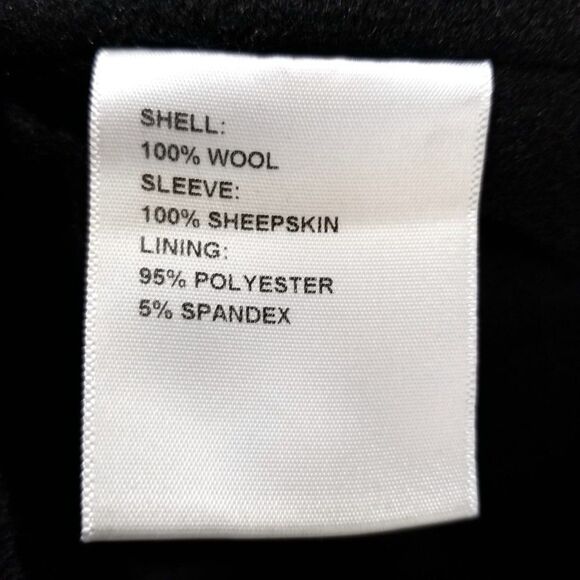 SHELL:
100% WOOL
SLEEVE:
100% SHEEPSKIN
LINING:
95% POLYESTER
5% SPANDEX